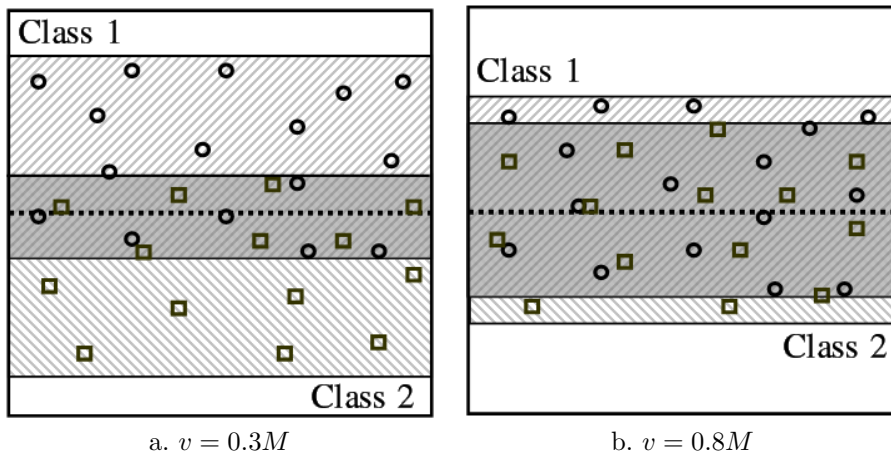 Class 1
Class 2
a. v = 0.3M
Class 1
Class 2
b. v = 0.8M